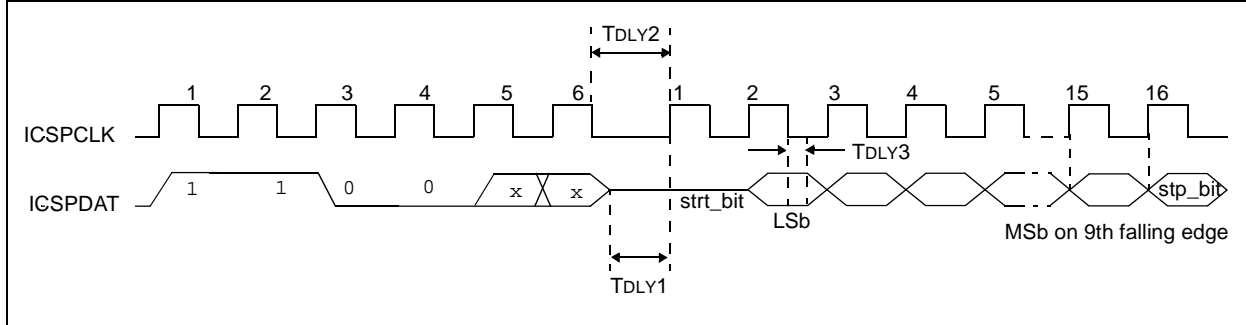 TDLY2
1 2 3 4 5 6 1 2 3 4 5 15 16
ICSPCLK
TDLY3
1 1 0 0 x x
ICSPDAT
strt_bit
stp_bit
LSb
MSb on 9th falling edge
TDLY1